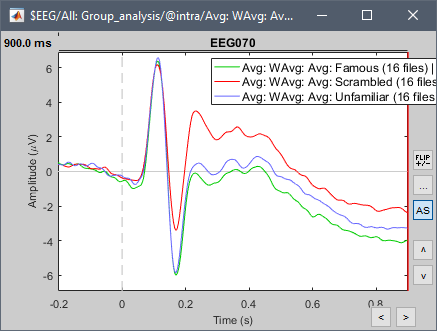 $EEG/All: Group_analysis/@intra/Avg: WAvg: Av...
900.0 ms
EEG070
Avg: WAvg: Avg: Famous (16 files) |
Avg: WAvg: Avg: Scrambled (16 files
Avg: WAvg: Avg: Unfamiliar (16 files
Amplitude (μV)
6
4
2
0
-2
-4
-6
-0.2
0
0.2
0.4
0.6
0.8
Time (s)
FLIP
+/-
...
AS
^
v
<
>